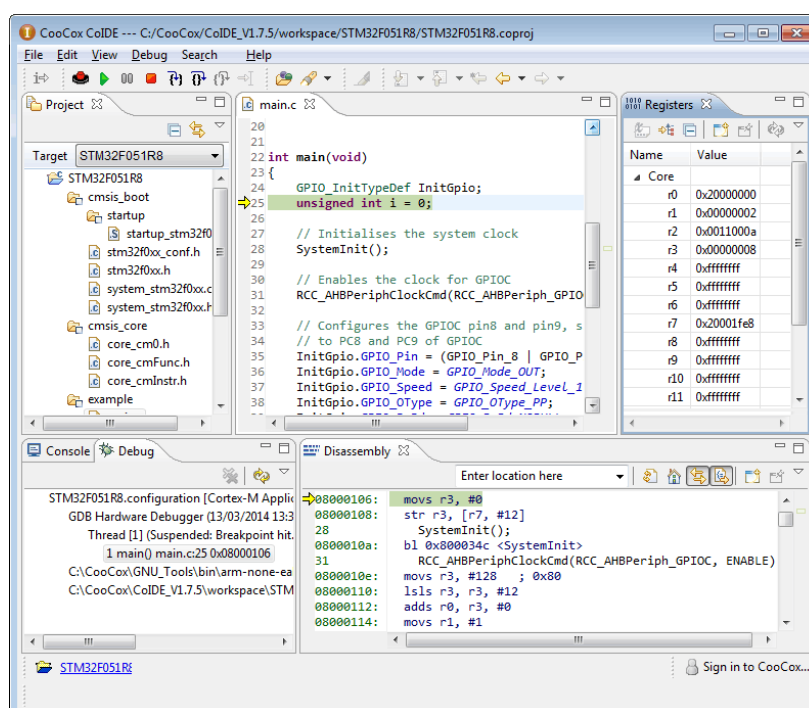 CooCox CoIDE --- C:/CooCox/CoIDE_V1.7.5/workspace/STM32F051R8/STM32F051R8.coproj
File Edit View Debug Search Help
Project
Target STM32F051R8
STM32F051R8
cmsis_boot
startup
startup_stm32f0
stm32f0xx_conf.h
stm32f0xx.h
system_stm32f0xx.c
system_stm32f0xx.h
cmsis_core
core_cm0.h
core_cmFunc.h
core_cmInstr.h
example
main.c
20
21
22 int main(void)
23 {
24 GPIO_InitTypeDef InitGpio;
25 unsigned int i = 0;
26
27 // Initialises the system clock
28 SystemInit();
29
30 // Enables the clock for GPIOC
31 RCC_AHBPeriphClockCmd(RCC_AHBPeriph_GPIO
32
33 // Configures the GPIOC pin8 and pin9, s
34 // to PC8 and PC9 of GPIOC
35 InitGpio.GPIO_Pin = (GPIO_Pin_8 | GPIO_P
36 InitGpio.GPIO_Mode = GPIO_Mode_OUT;
37 InitGpio.GPIO_Speed = GPIO_Speed_Level_1
38 InitGpio.GPIO_OType = GPIO_OType_PP;
Registers
Name Value
Core
r0 0x20000000
r1 0x00000002
r2 0x0011000a
r3 0x00000008
r4 0xffffffff
r5 0xffffffff
r6 0xffffffff
r7 0x20001fe8
r8 0xffffffff
r9 0xffffffff
r10 0xffffffff
r11 0xffffffff
Console Debug
STM32F051R8.configuration [Cortex-M Applic
GDB Hardware Debugger (13/03/2014 13:3
Thread [1] (Suspended: Breakpoint hit.
1 main() main.c:25 0x08000106
C:\CooCox\GNU_Tools\bin\arm-none-ea
C:\CooCox\CoIDE_V1.7.5\workspace\STM
Disassembly
Enter location here
08000106: movs r3, #0
08000108: str r3, [r7, #12]
28 SystemInit();
0800010a: bl 0x800034c <SystemInit>
31 RCC_AHBPeriphClockCmd(RCC_AHBPeriph_GPIOC, ENABLE)
0800010e: movs r3, #128 ; 0x80
08000110: lsls r3, r3, #12
08000112: adds r0, r3, #0
08000114: movs r1, #1
STM32F051R8
Sign in to CooCox...